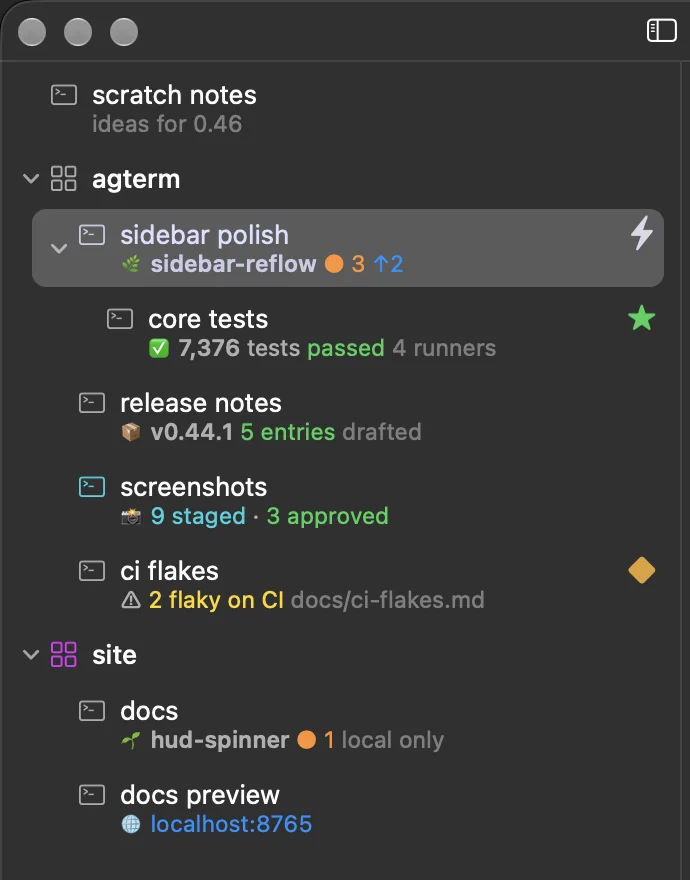 scratch notes
ideas for 0.46
agterm
sidebar polish
🌿 sidebar-reflow 🟠 3 ↑2
core tests
✅ 7,376 tests passed 4 runners
release notes
📦 v0.44.1 5 entries drafted
screenshots
📸 9 staged · 3 approved
ci flakes
⚠ 2 flaky on CI docs/ci-flakes.md
site
docs
🌱 hud-spinner 🟠 1 local only
docs preview
🌐 localhost:8765